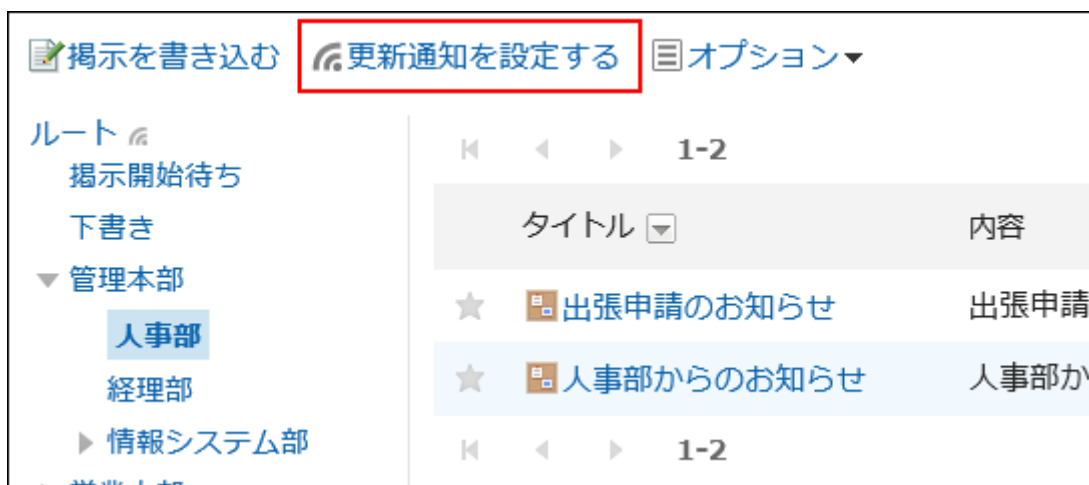 掲示を書き込む 更新通知を設定する オプション
ルート
掲示開始待ち
下書き
管理本部
人事部
経理部
情報システム部
1-2
タイトル 内容
出張申請のお知らせ 出張申請
人事部からのお知らせ 人事部か
1-2